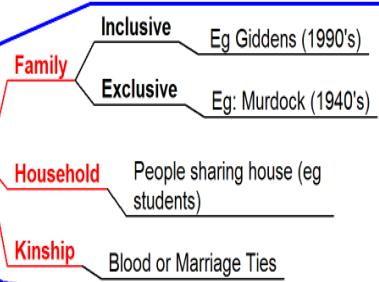 Family
Inclusive
Eg Giddens (1990's)
Exclusive
Eg: Murdock (1940's)
Household
People sharing house (eg
students)
Kinship
Blood or Marriage Ties